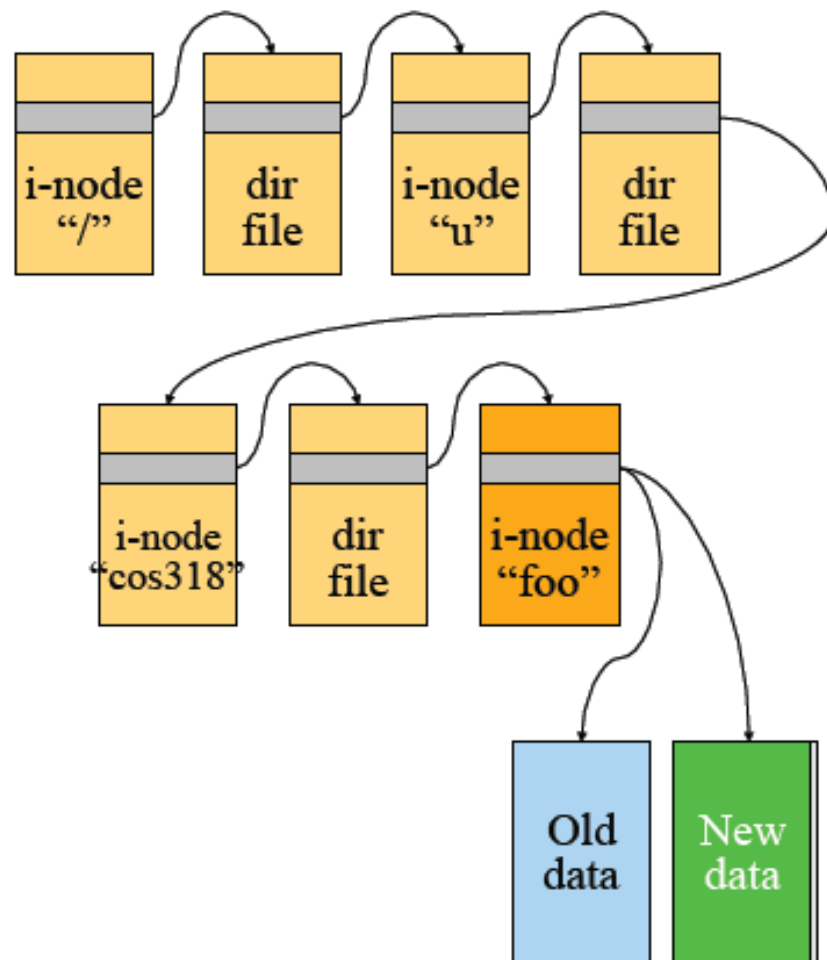 i-node
“/”
dir
file
i-node
“u”
dir
file
i-node
“cos318”
dir
file
i-node
“foo”
Old
data
New
data